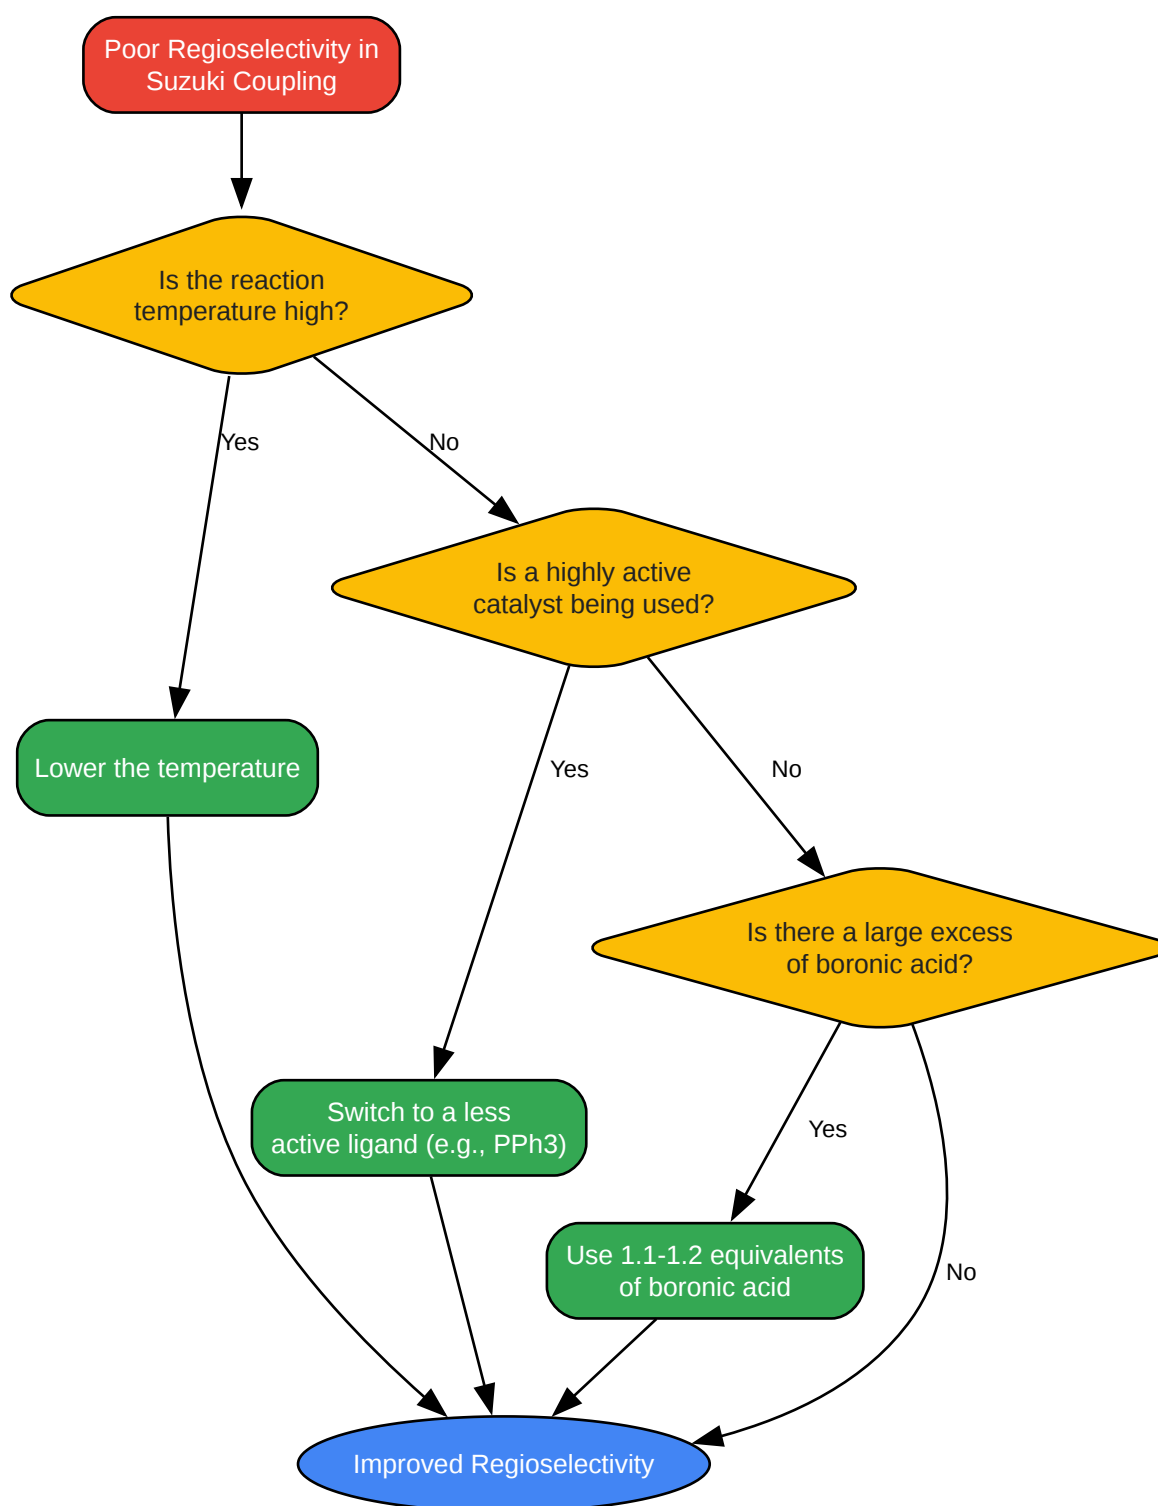 Poor Regioselectivity in
Suzuki Coupling
Is the reaction
temperature high?
Yes
No
Is a highly active
catalyst being used?
Lower the temperature
Yes
No
Is there a large excess
of boronic acid?
Switch to a less
active ligand (e.g., PPh3)
Yes
Use 1.1-1.2 equivalents
of boronic acid
No
Improved Regioselectivity